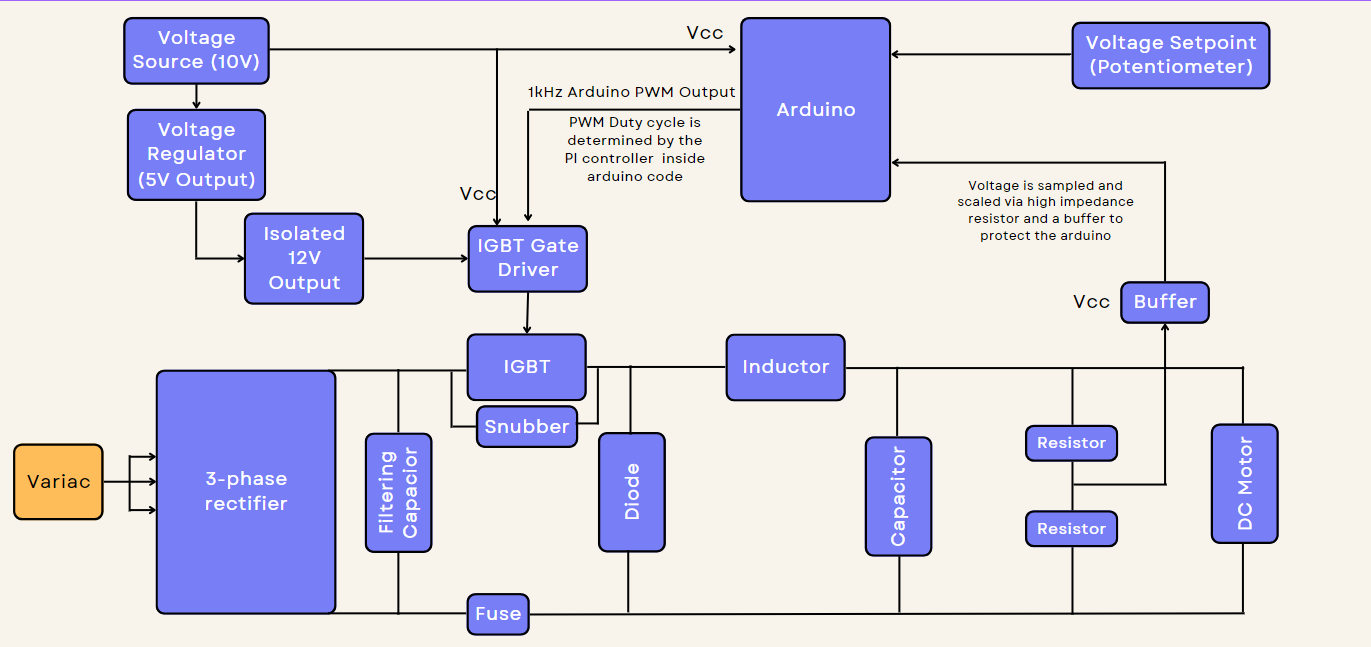 Voltage
Source (10V)
Vcc
Arduino
Voltage Setpoint
(Potentiometer)
1kHz Arduino PWM Output
PWM Duty cycle is
determined by the
PI controller inside
arduino code
Voltage
Regulator
(5V Output)
Vcc
Voltage is sampled and
scaled via high impedance
resistor and a buffer to
protect the arduino
Isolated
12V
Output
IGBT Gate
Driver
Vcc
Buffer
IGBT
Inductor
Snubber
Variac
3-phase
rectifier
Filtering
Capacior
Diode
Capacitor
Resistor
Resistor
DC Motor
Fuse